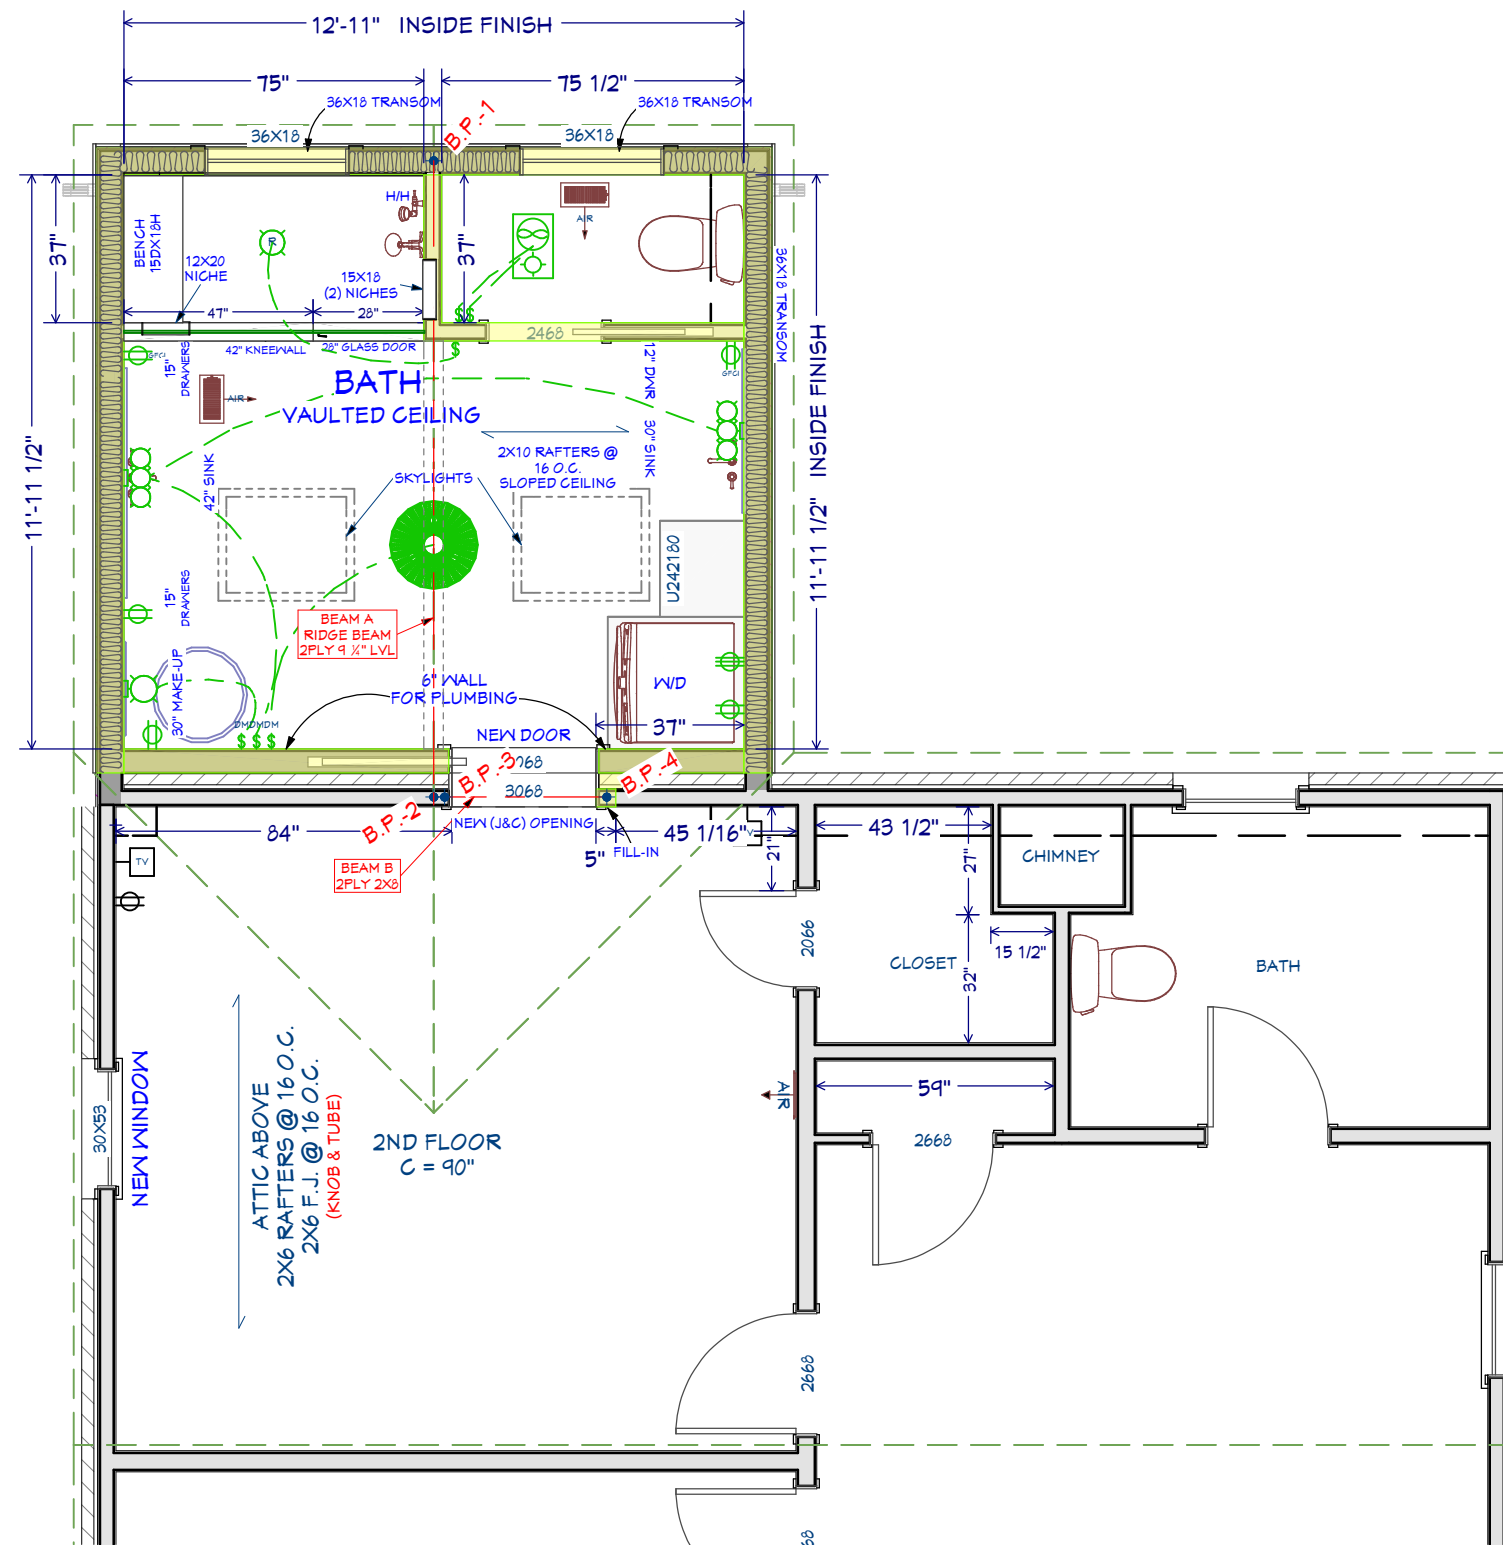 12'-11" INSIDE FINISH
75"
75 1/2"
36X18 TRANSOM
36X18 TRANSOM
36X18
36X18
B.P.-1
H/H
AIR
BENCH
15DX18H
37"
37"
12X20
NICHE
15X18
(2) NICHES
36X18 TRANSOM
47"
28"
$$
2468
42" KNEEWALL
28" GLASS DOOR
$
GFCI
GFCI
15"
DRAWERS
12" DWR
AIR
BATH
VAULTED CEILING
30" SINK
2X10 RAFTERS @
16 O.C.
SLOPED CEILING
42" SINK
SKYLIGHTS
11'-11 1/2"
11'-11 1/2" INSIDE FINISH
U242180
15"
DRAWERS
BEAM A
RIDGE BEAM
2PLY 9 ¼" LVL
30" MAKE-UP
6" WALL
FOR PLUMBING
W/D
DMDMDM
$ $ $
37"
NEW DOOR
B.P.-3
B.P.-4
3068
B.P.-2
84"
NEW (J&C) OPENING
45 1/16"
21"
43 1/2"
27"
CHIMNEY
5"
FILL-IN
TV
BEAM B
2PLY 2X8
2066
CLOSET
15 1/2"
32"
BATH
NEW WINDOW
30X53
ATTIC ABOVE
2X6 RAFTERS @ 16 O.C.
2X6 F.J. @ 16 O.C.
(KNOB & TUBE)
AIR
59"
2ND FLOOR
C = 90"
2668
2668